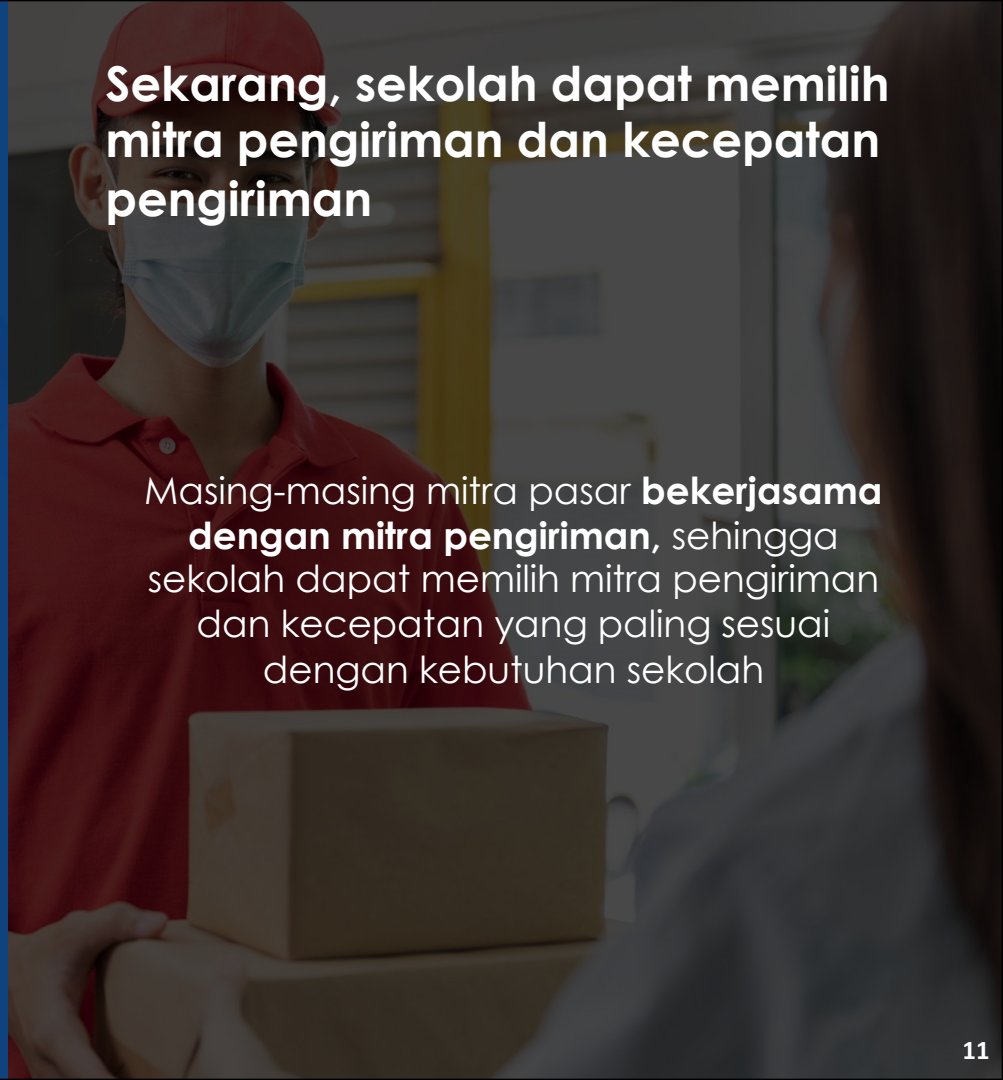 Sekarang, sekolah dapat memilih
mitra pengiriman dan kecepatan
pengiriman
Masing-masing mitra pasar bekerjasama
dengan mitra pengiriman, sehingga
sekolah dapat memilih mitra pengiriman
dan kecepatan yang paling sesuai
dengan kebutuhan sekolah
11